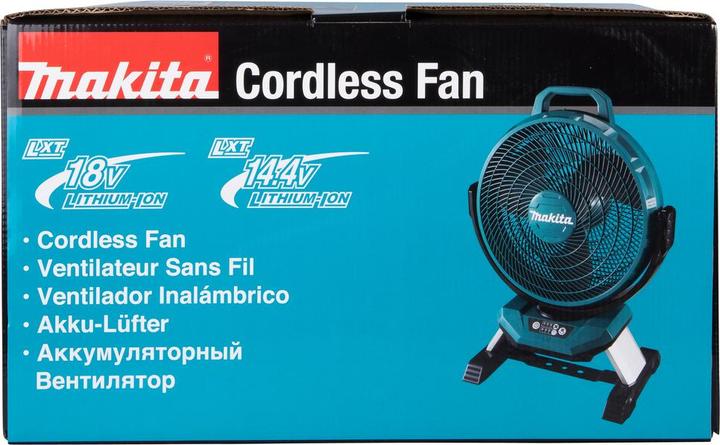 makita® Cordless Fan
LXT LXT
18V 14.4V
LITHIUM-ION LITHIUM-ION
• Cordless Fan
• Ventilateur Sans Fil
• Ventilador Inalámbrico
• Akku-Lüfter
• Аккумуляторный
Вентилятор
makita